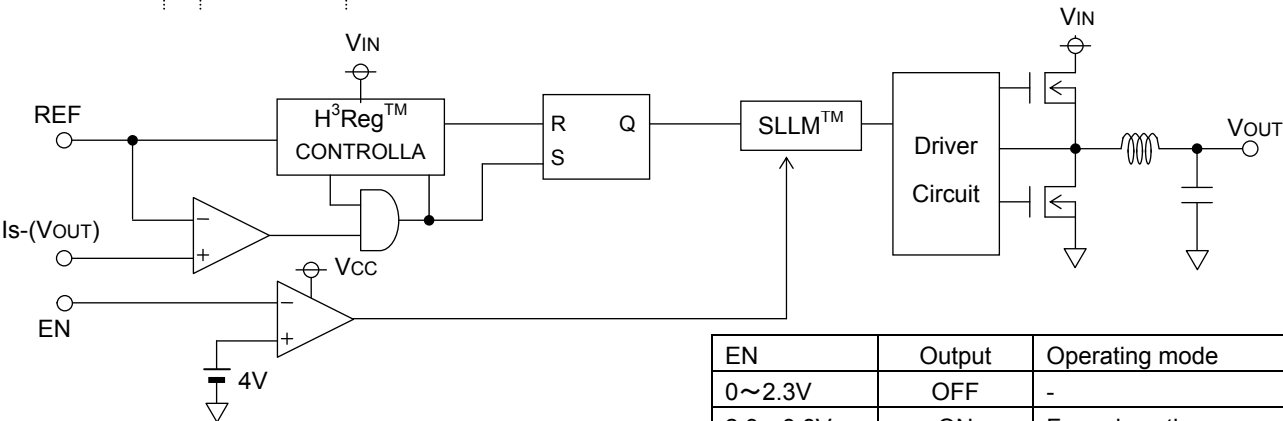 VIN
VIN
REF
H³Reg™
CONTROLLA
R Q
S
SLLM™
Driver
Circuit
VOUT
Is-(VOUT)
−
+
VCC
EN
−
+
4V
EN Output Operating mode
0～2.3V OFF -